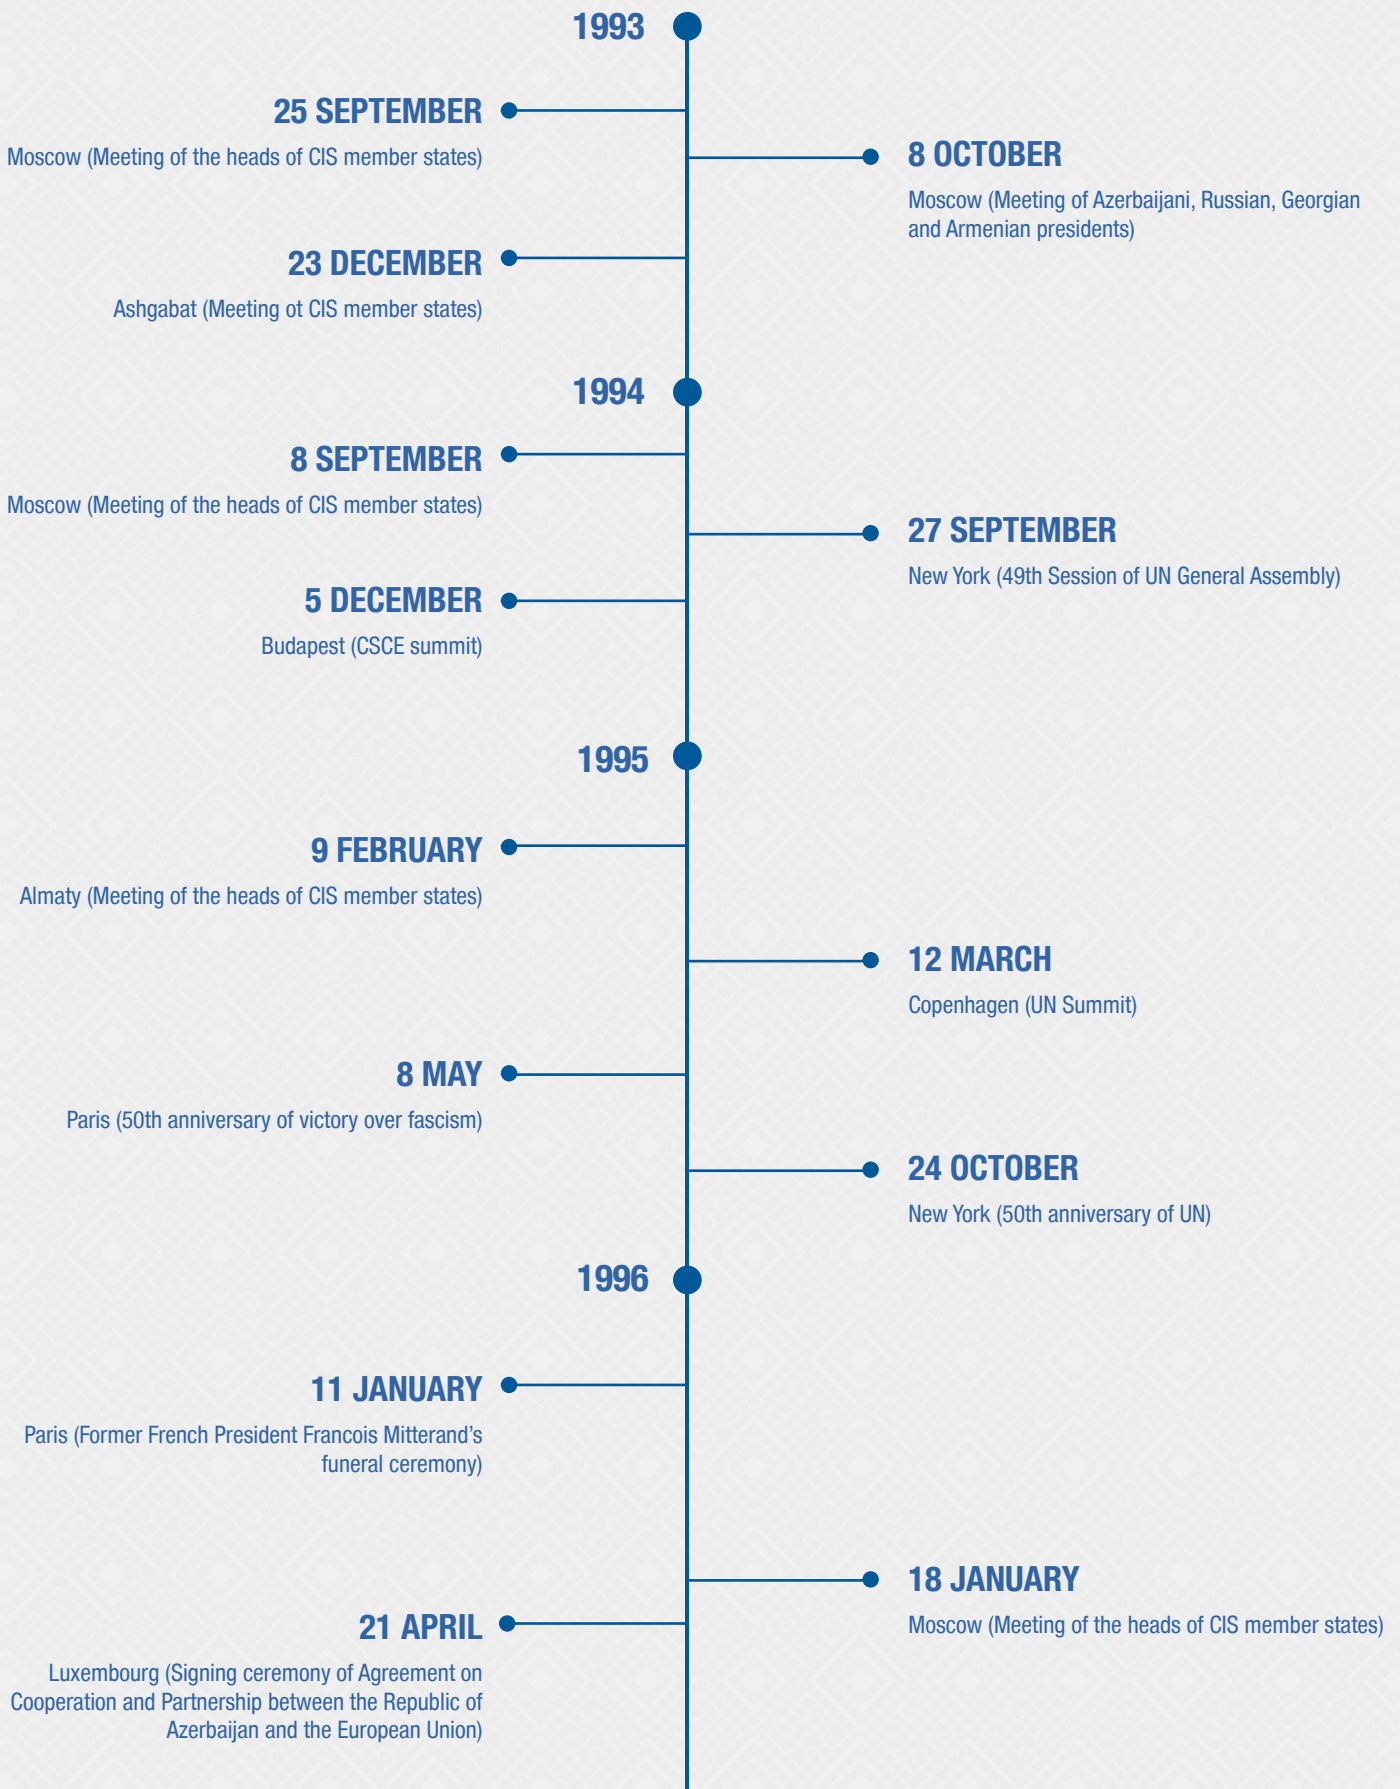 1993
25 SEPTEMBER
Moscow (Meeting of the heads of CIS member states)
8 OCTOBER
Moscow (Meeting of Azerbaijani, Russian, Georgian
and Armenian presidents)
23 DECEMBER
Ashgabat (Meeting ot CIS member states)
1994
8 SEPTEMBER
Moscow (Meeting of the heads of CIS member states)
27 SEPTEMBER
New York (49th Session of UN General Assembly)
5 DECEMBER
Budapest (CSCE summit)
1995
9 FEBRUARY
Almaty (Meeting of the heads of CIS member states)
12 MARCH
Copenhagen (UN Summit)
8 MAY
Paris (50th anniversary of victory over fascism)
24 OCTOBER
New York (50th anniversary of UN)
1996
11 JANUARY
Paris (Former French President Francois Mitterand’s
funeral ceremony)
18 JANUARY
Moscow (Meeting of the heads of CIS member states)
21 APRIL
Luxembourg (Signing ceremony of Agreement on
Cooperation and Partnership between the Republic of
Azerbaijan and the European Union)